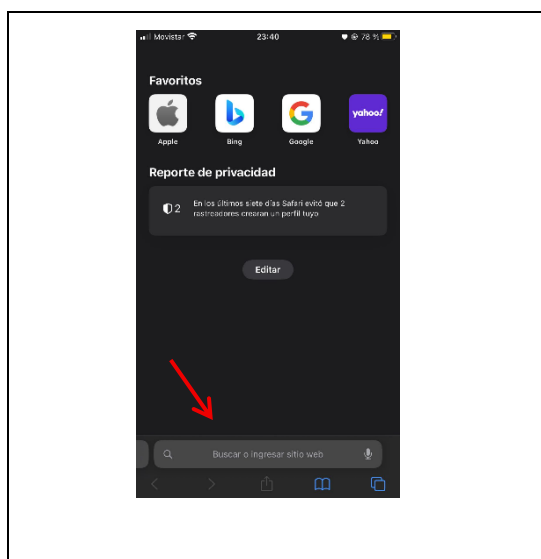 Movistar 23:40 78 %
Favoritos
yahoo!
Apple Bing Google Yahoo
Reporte de privacidad
2 En los últimos siete días Safari evitó que 2
rastreadores crearan un perfil tuyo
Editar
Buscar o ingresar sitio web